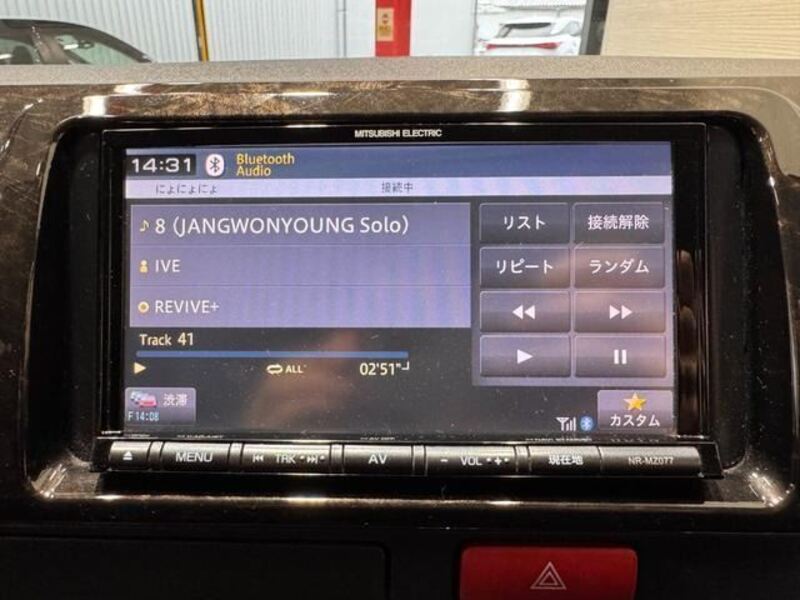 MITSUBISHI ELECTRIC
14:31 Bluetooth Audio
にょにょにょ 接続中
8 (JANGWONYOUNG Solo)
IVE
REVIVE+
リスト 接続解除
リピート ランダム
Track 41
ALL 02'51"
渋滞
F 14:08
カスタム
MENU TRK AV - VOL + 現在地 NR-MZ077